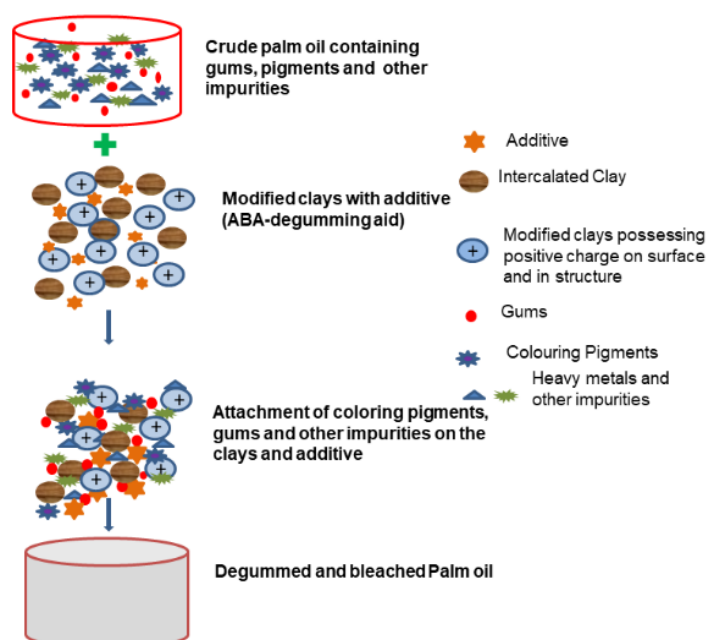 Crude palm oil containing
gums, pigments and other
impurities
Additive
Intercalated Clay
Modified clays with additive
(ABA-degumming aid)
Modified clays possessing
positive charge on surface
and in structure
Gums
Colouring Pigments
Heavy metals and
other impurities
Attachment of coloring pigments,
gums and other impurities on the
clays and additive
Degummed and bleached Palm oil